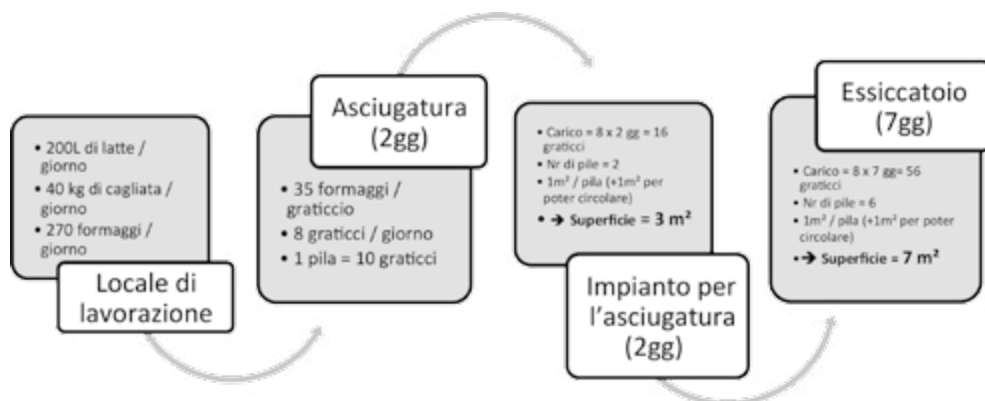 • 200L di latte /
giorno
• 40 kg di cagliata /
giorno
• 270 formaggi /
giorno
Locale di
lavorazione
Asciugatura
(2gg)
• 35 formaggi /
graticcio
• 8 graticci / giorno
• 1 pila = 10 graticci
• Carico = 8 x 2 gg = 16
graticci
• Nr di pile = 2
• 1m² / pila (+1m² per
poter circolare)
• → Superficie = 3 m²
Impianto per
l'asciugatura
(2gg)
Essiccatoio
(7gg)
• Carico = 8 x 7 gg= 56
graticci
• Nr di pile = 6
• 1m² / pila (+1m² per poter
circolare)
• → Superficie = 7 m²